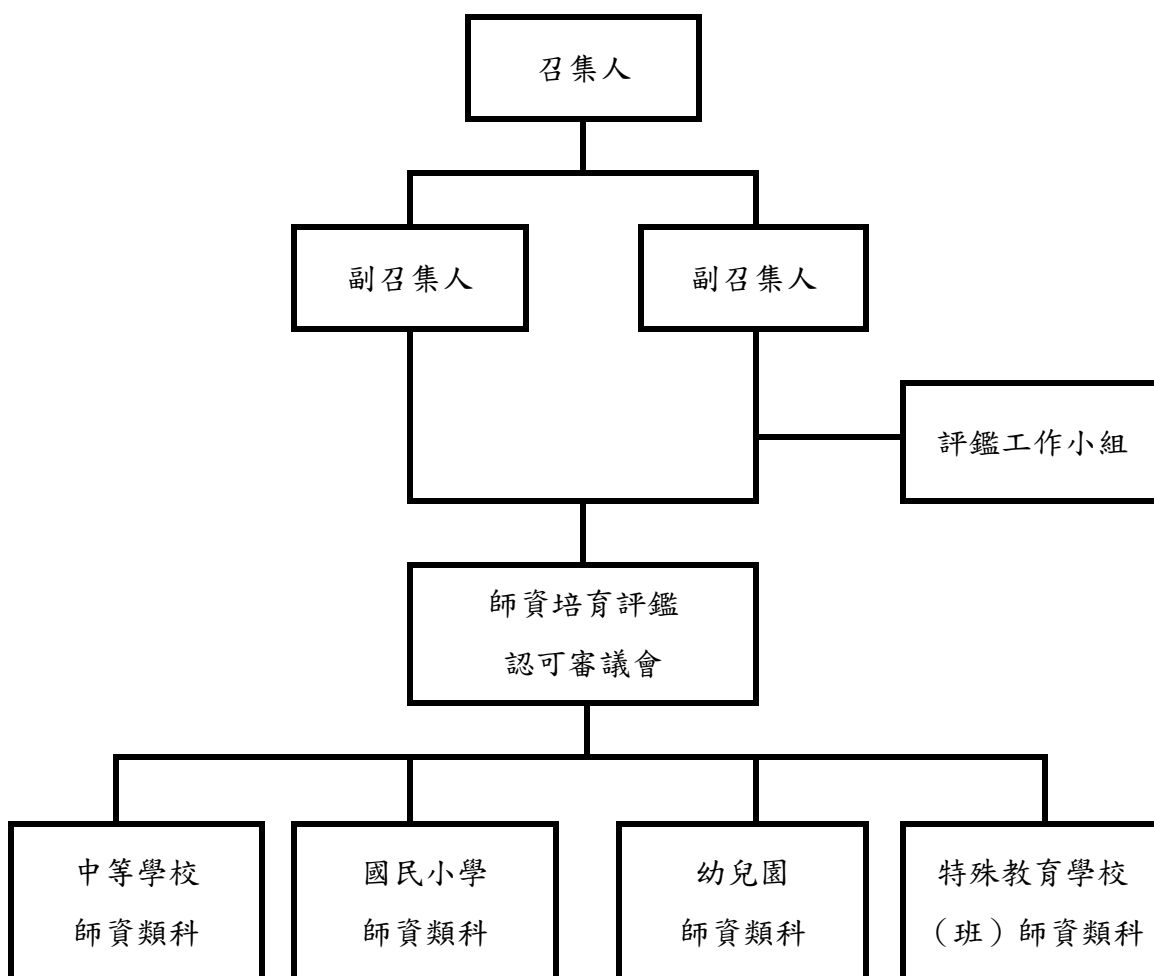 召集人
副召集人
副召集人
評鑑工作小組
師資培育評鑑
認可審議會
中等學校
師資類科
國民小學
師資類科
幼兒園
師資類科
特殊教育學校
（班）師資類科